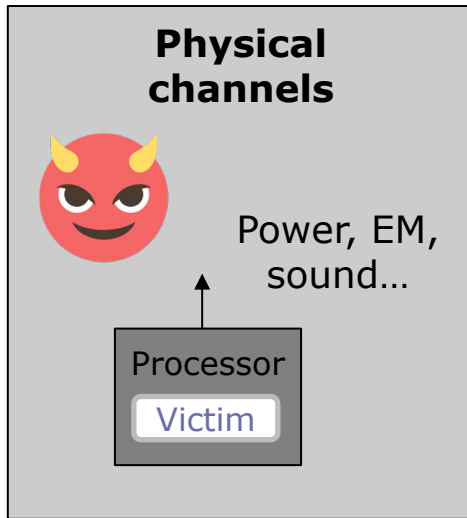 Physical
channels
Power, EM,
sound…
Processor
Victim